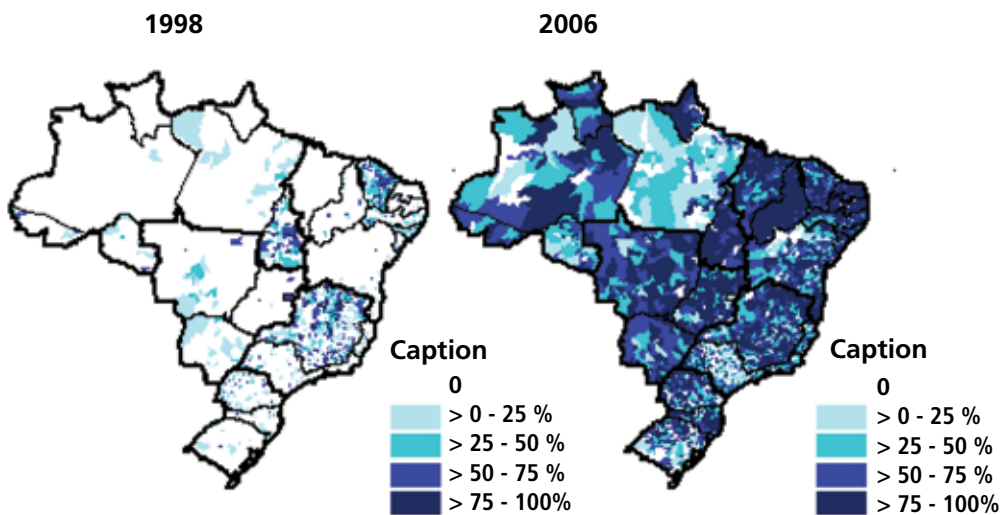 1998
2006
Caption
0
> 0 - 25 %
> 25 - 50 %
> 50 - 75 %
> 75 - 100%
Caption
0
> 0 - 25 %
> 25 - 50 %
> 50 - 75 %
> 75 - 100%